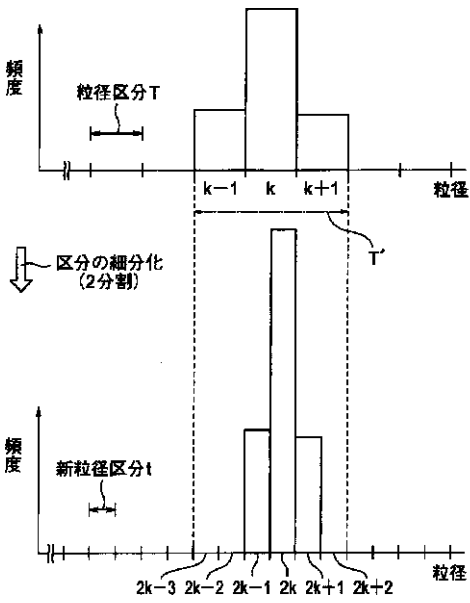 頻度
粒径区分T
k−1 k k+1 粒径
T′
区分の細分化
(2分割)
頻度
新粒径区分t
粒径
2k−3 2k−2 2k−1 2k 2k+1 2k+2